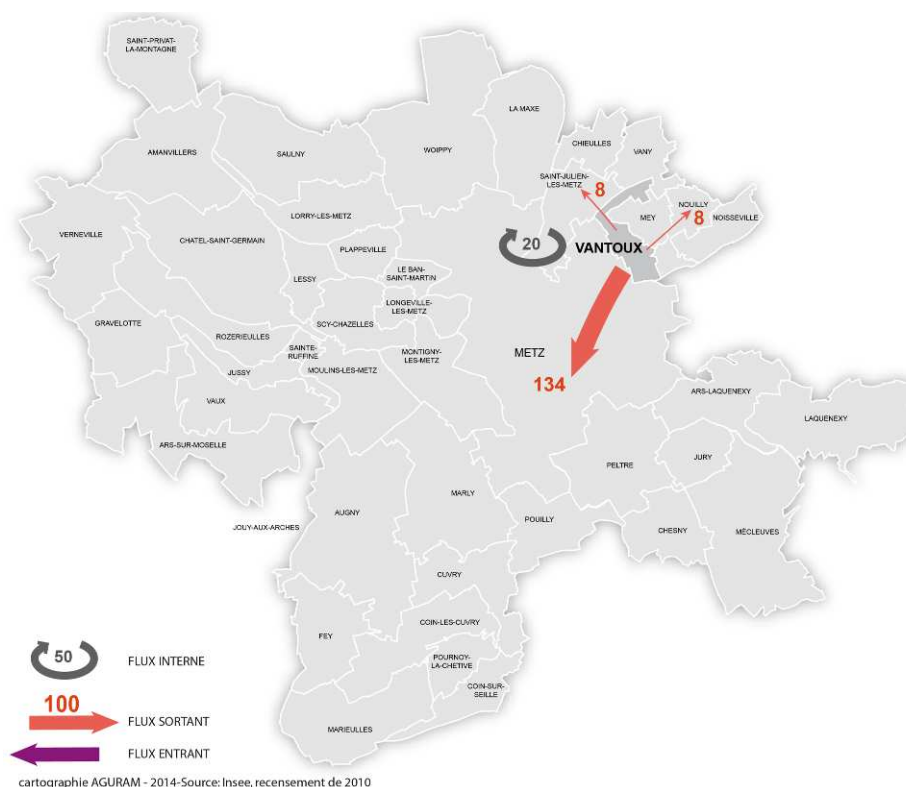 SAINT-PRIVAT-
LA-MONTAGNE
LA MAXE
CHIEULLES
AMANVILLERS
SAULNY
WOIPPY
VANY
SAINT-JULIEN-
LES-METZ
8
LORRY-LES-METZ
MEY
NOUILLY
8
NOISSEVILLE
VERNEVILLE
CHATEL-SAINT-GERMAIN
PLAPPEVILLE
20
VANTOUX
LESSY
LE BAN-
SAINT-MARTIN
LONGEVILLE-
LES-METZ
GRAVELOTTE
SCY-CHAZELLES
ROZERIEULLES
SAINTE-
RUFFINE
METZ
MONTIGNY-
LES-METZ
JUSSY
MOULINS-LES-METZ
134
VAUX
ARS-LAQUENEXY
LAQUENEXY
ARS-SUR-MOSELLE
JURY
PELTRE
MARLY
AUGNY
POUILLY
JOUY-AUX-ARCHES
CHESNY
MÉCLEUVES
CUVRY
COIN-LES-CUVRY
FEY
POURNOY-
LA-CHETIVE
COIN-SUR-
SEILLE
MARIEULLES
50
FLUX INTERNE
100
FLUX SORTANT
FLUX ENTRANT
cartographie AGURAM - 2014-Source: Insee, recensement de 2010